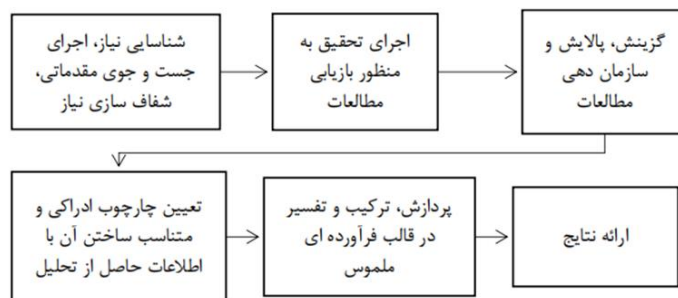 شناسایی نیاز، اجرای
جست و جوی مقدماتی،
شفاف سازی نیاز
اجرای تحقیق به
منظور بازیابی
مطالعات
گزینش، پالایش و
سازمان دهی
مطالعات
تعیین چارچوب ادراکی و
متناسب ساختن آن با
اطلاعات حاصل از تحلیل
پردازش، ترکیب و تفسیر
در قالب فرآورده ای
ملموس
ارائه نتایج